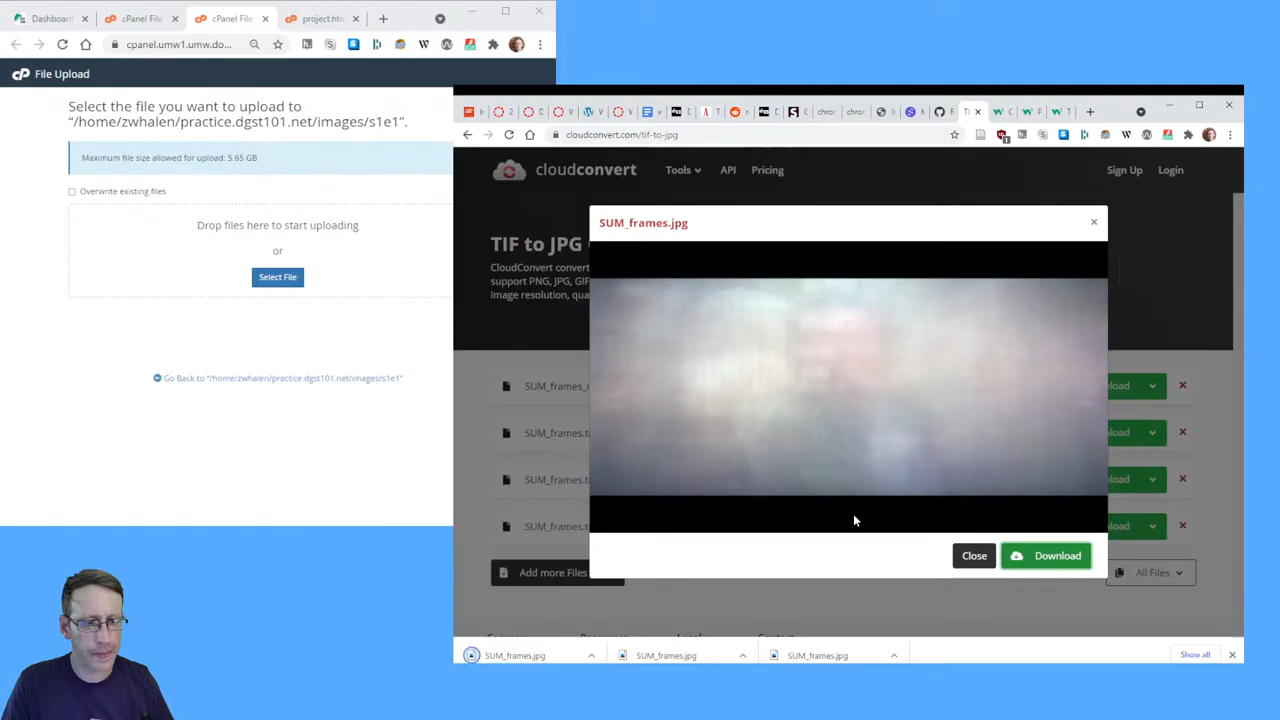 Dashboard
cPanel File
cPanel File
project.htm
cpanel.umw1.umw.do...
File Upload
Select the file you want to upload to
“/home/zwhalen/practice.dgst101.net/images/s1e1”.
Maximum file size allowed for upload: 5.65 GB
Overwrite existing files
Drop files here to start uploading
or
Select File
Go Back to “/home/zwhalen/practice.dgst101.net/images/s1e1”
cloudconvert.com/tif-to-jpg
cloudconvert
Tools
API
Pricing
Sign Up
Login
SUM_frames.jpg
TIF to JPG
CloudConvert convert
support PNG, JPG, GIF
image resolution, qua
SUM_frames_
SUM_frames.ti
SUM_frames.ti
SUM_frames.ti
load
load
load
load
Close
Download
Add more Files
All Files
SUM_frames.jpg
SUM_frames.jpg
SUM_frames.jpg
Show all